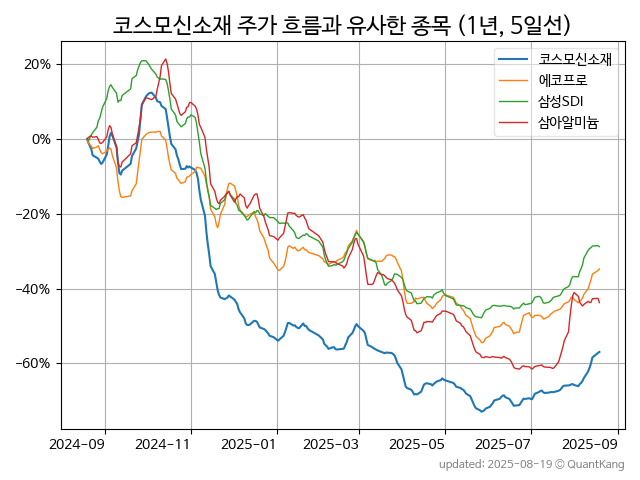 코스모신소재 주가 흐름과 유사한 종목 (1년, 5일선)
코스모신소재
에코프로
삼성SDI
삼아알미늄
20%
0%
−20%
−40%
−60%
2024-09 2024-11 2025-01 2025-03 2025-05 2025-07 2025-09
updated: 2025-08-19 © QuantKang